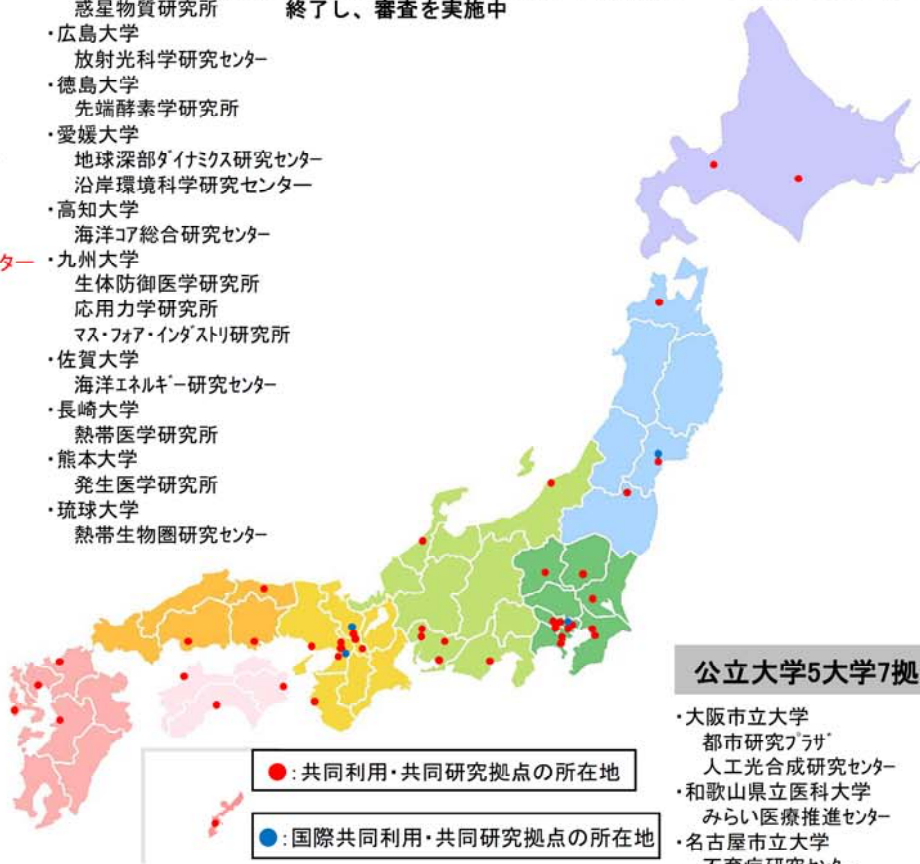 惑星物質研究所
終了し、審査を実施中
・広島大学
放射光科学研究センター
・徳島大学
先端酵素学研究所
・愛媛大学
地球深部ダイナミクス研究センター
沿岸環境科学研究センター
・高知大学
海洋コア総合研究センター
ター
・九州大学
生体防御医学研究所
応用力学研究所
マス・フォア・インダストリ研究所
・佐賀大学
海洋エネルギー研究センター
・長崎大学
熱帯医学研究所
・熊本大学
発生医学研究所
・琉球大学
熱帯生物圏研究センター
●:共同利用・共同研究拠点の所在地
●:国際共同利用・共同研究拠点の所在地
公立大学5大学7拠
・大阪市立大学
都市研究プラザ
人工光合成研究センター
・和歌山県立医科大学
みらい医療推進センター
・名古屋市立大学